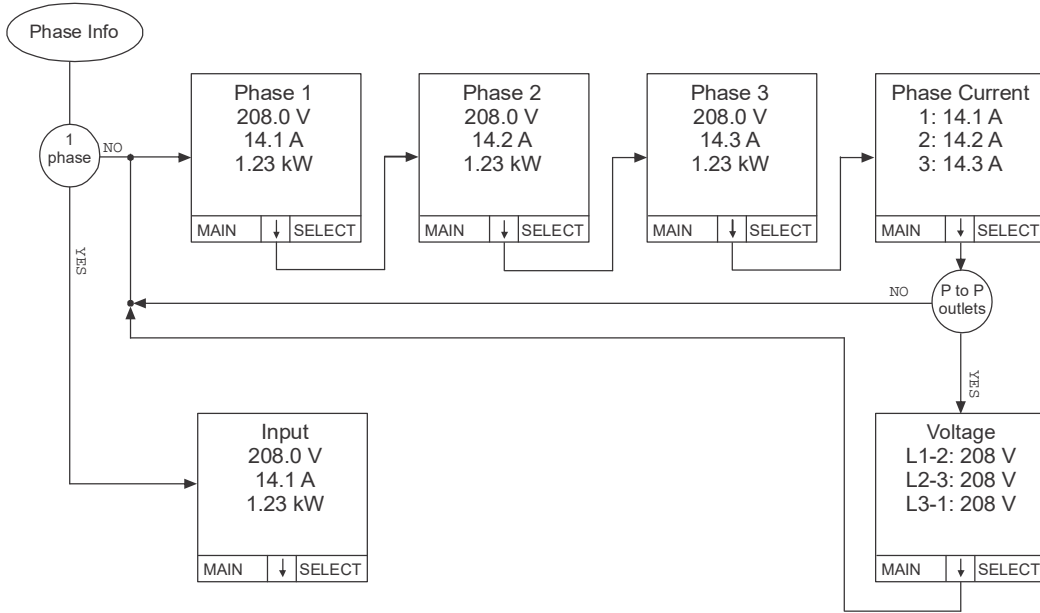 Phase Info
1
phase
NO
YES
Phase 1
208.0 V
14.1 A
1.23 kW
MAIN ↓ SELECT
Phase 2
208.0 V
14.2 A
1.23 kW
MAIN ↓ SELECT
Phase 3
208.0 V
14.3 A
1.23 kW
MAIN ↓ SELECT
Phase Current
1: 14.1 A
2: 14.2 A
3: 14.3 A
MAIN ↓ SELECT
P to P
outlets
NO
YES
Input
208.0 V
14.1 A
1.23 kW
MAIN ↓ SELECT
Voltage
L1-2: 208 V
L2-3: 208 V
L3-1: 208 V
MAIN ↓ SELECT